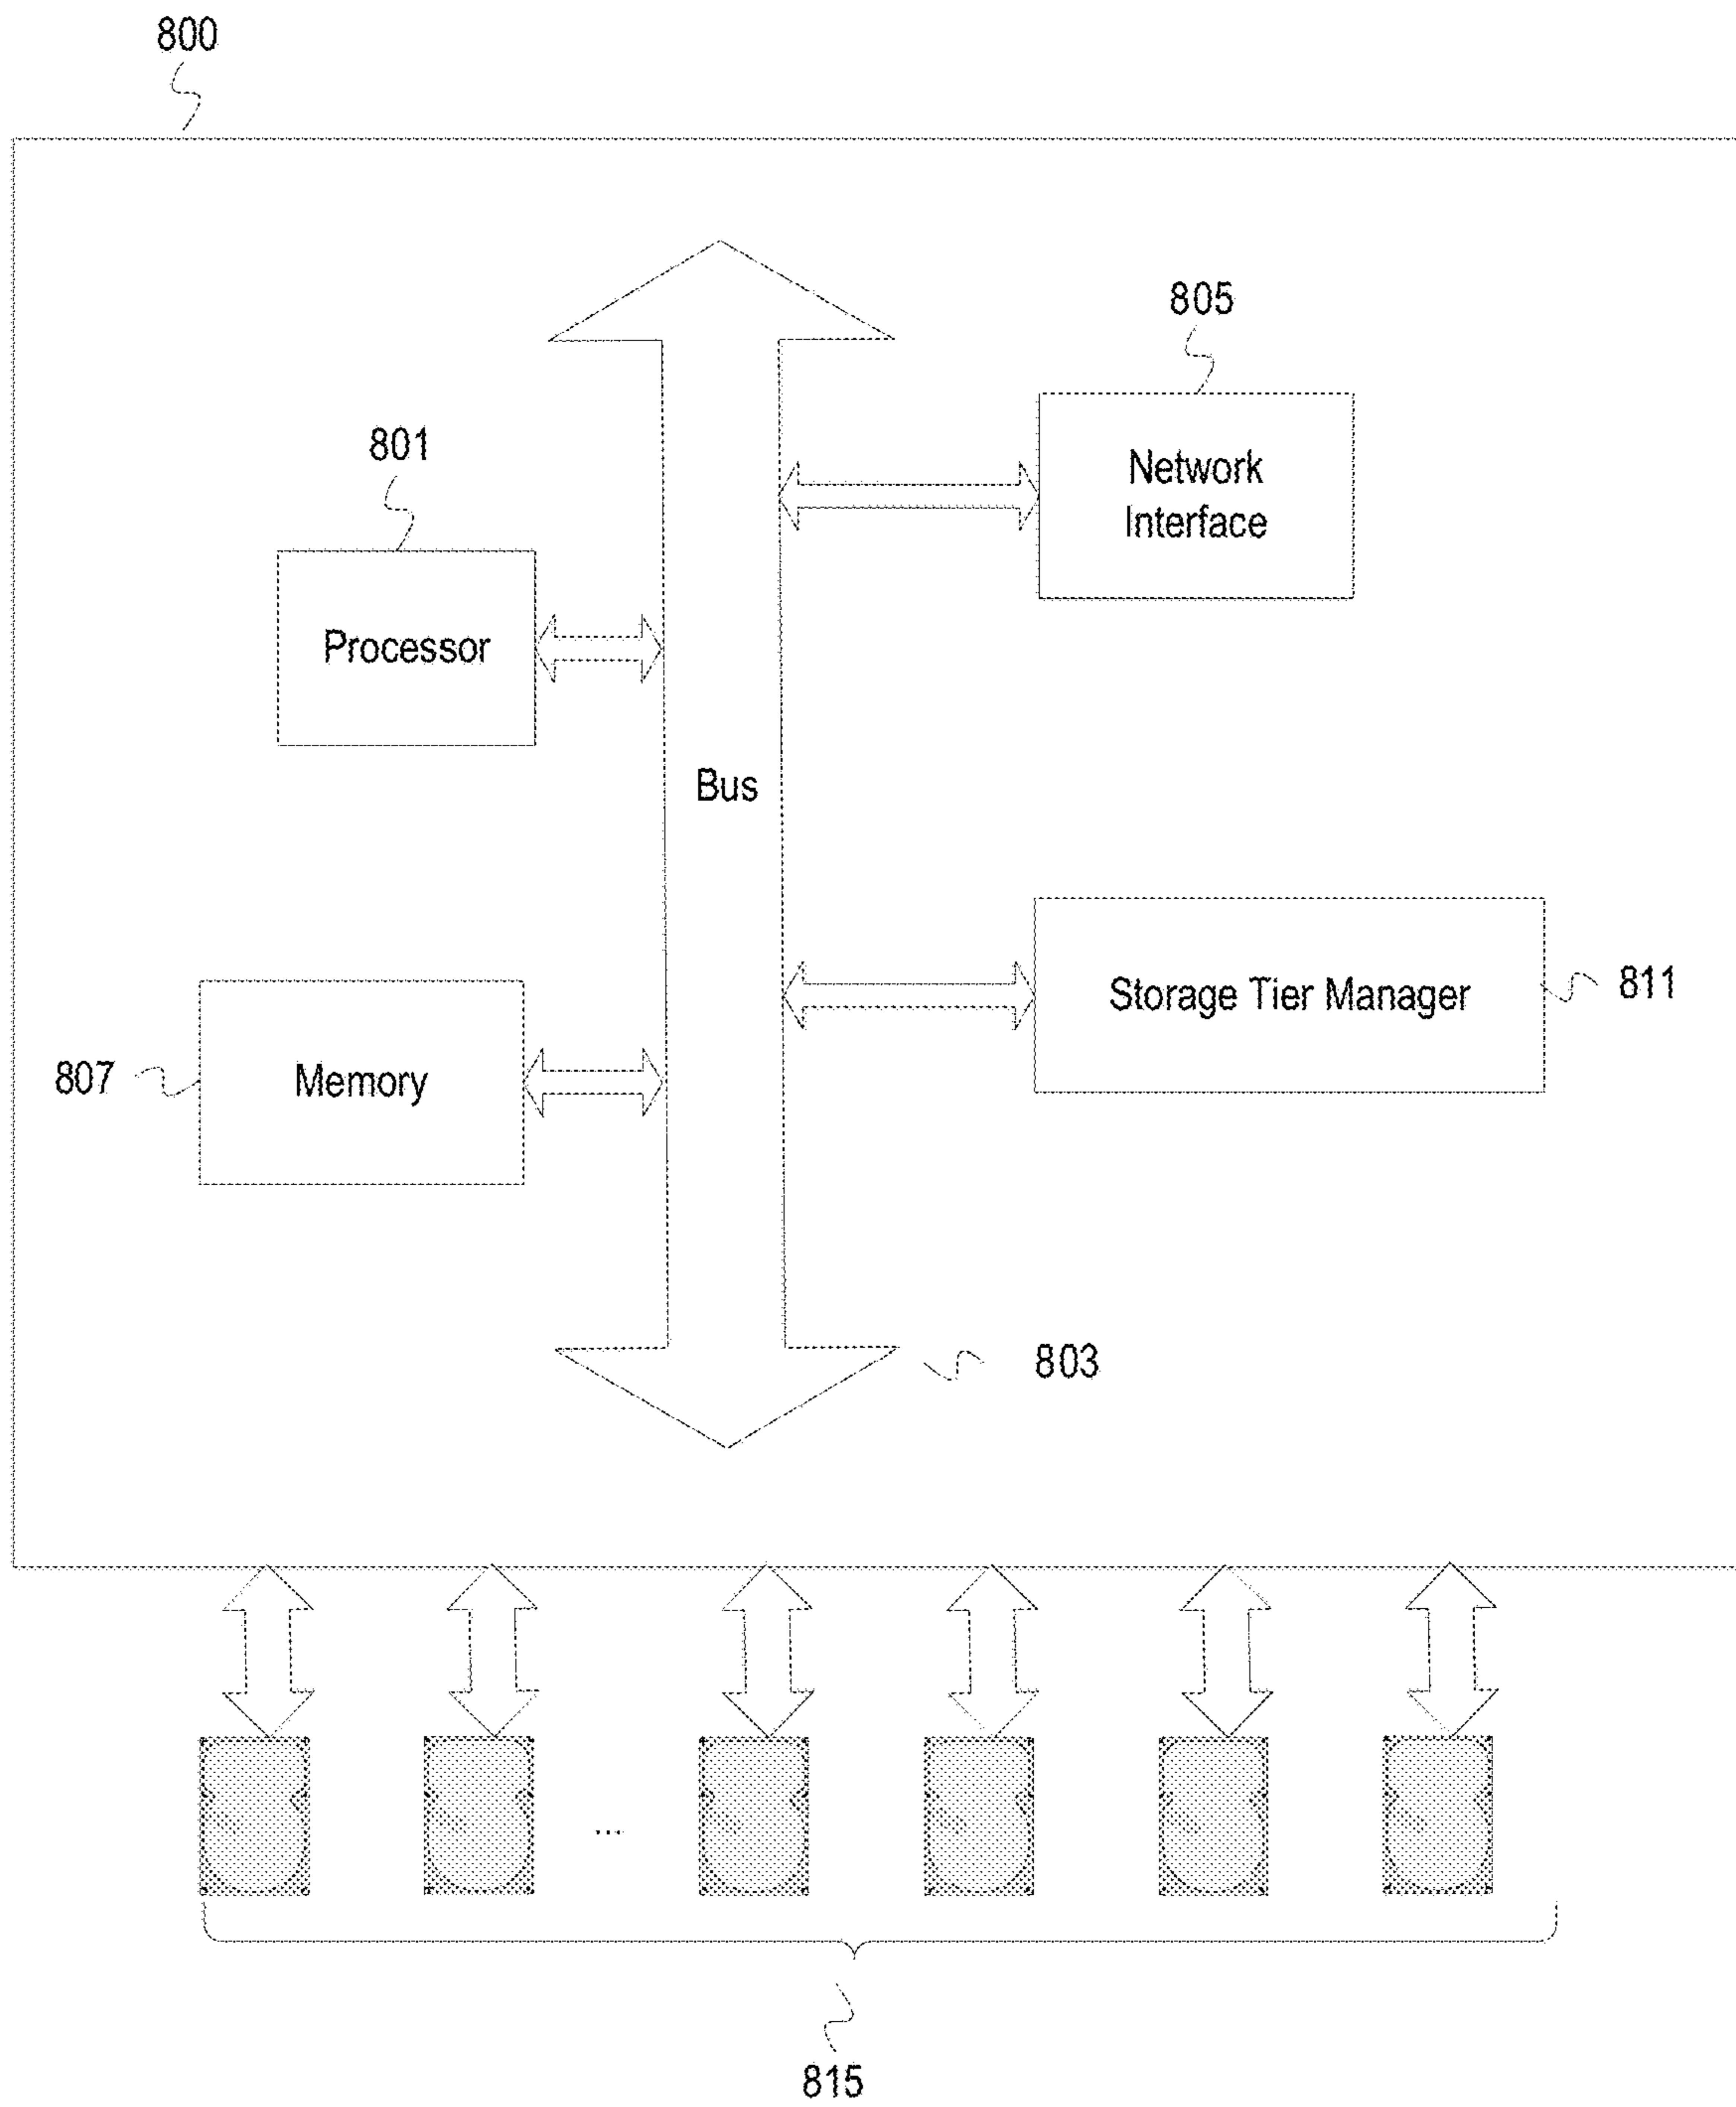 800
805
Network
Interface
801
Processor
Bus
Storage Tier Manager
811
807
Memory
803
...
815